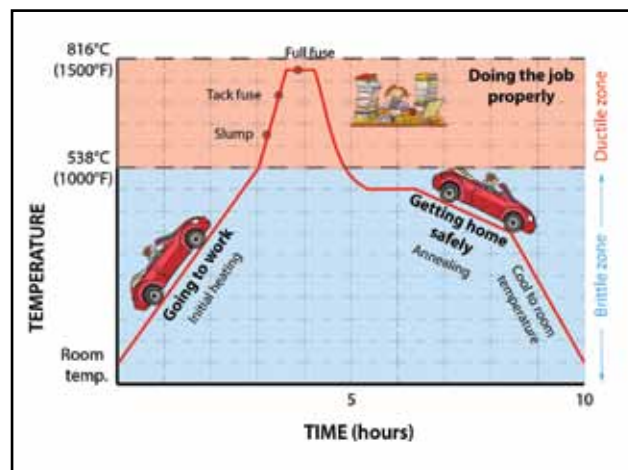 816°C
(1500°F)
Full fuse
Doing the job
properly
Tack fuse
Slump
538°C
(1000°F)
Ductile zone
TEMPERATURE
Going to work
Initial heating
Getting home
safely
Annealing
Cool to room
temperature
Brittle zone
Room
temp.
5
10
TIME (hours)